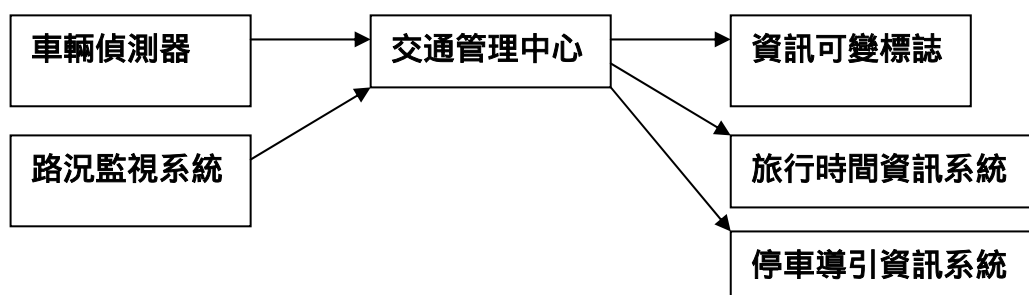 車輛偵測器
交通管理中心
資訊可變標誌
路況監視系統
旅行時間資訊系統
停車導引資訊系統